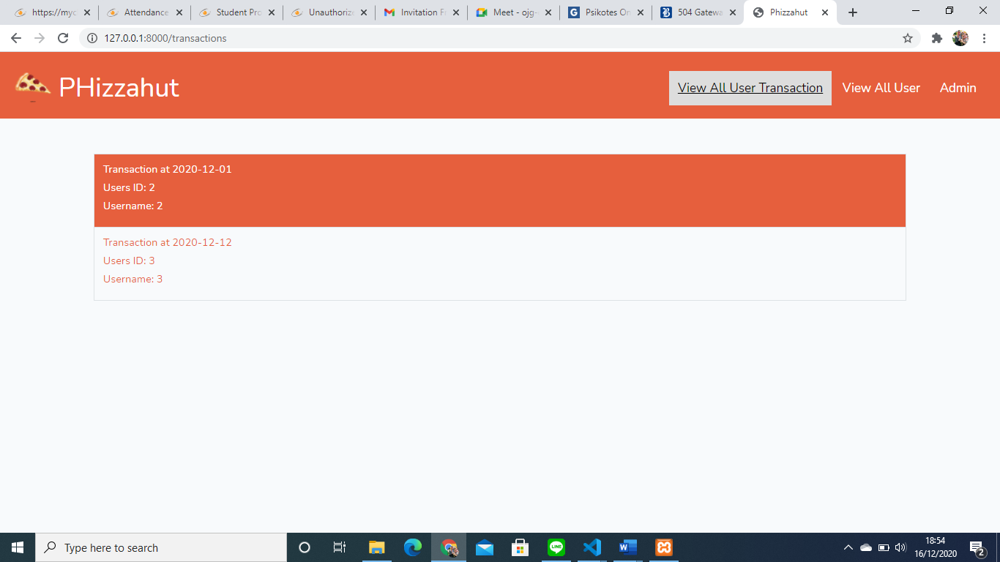 https://myc
Attendance
Student Pro
Unauthorize
Invitation Fr
Meet - ojg-
Psikotes On
504 Gatewa
Phizzahut
127.0.0.1:8000/transactions
PHizzahut
View All User Transaction
View All User
Admin
Transaction at 2020-12-01
Users ID: 2
Username: 2
Transaction at 2020-12-12
Users ID: 3
Username: 3
Type here to search
18:54
16/12/2020
2